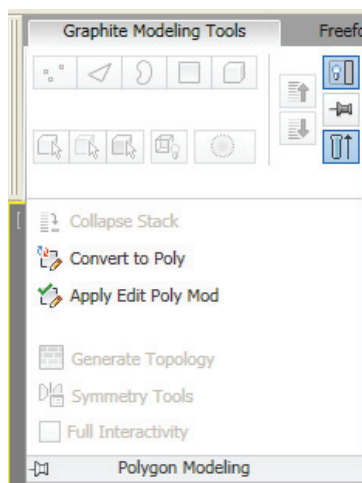 Graphite Modeling Tools Freefo
Collapse Stack
Convert to Poly
Apply Edit Poly Mod
Generate Topology
Symmetry Tools
Full Interactivity
Polygon Modeling